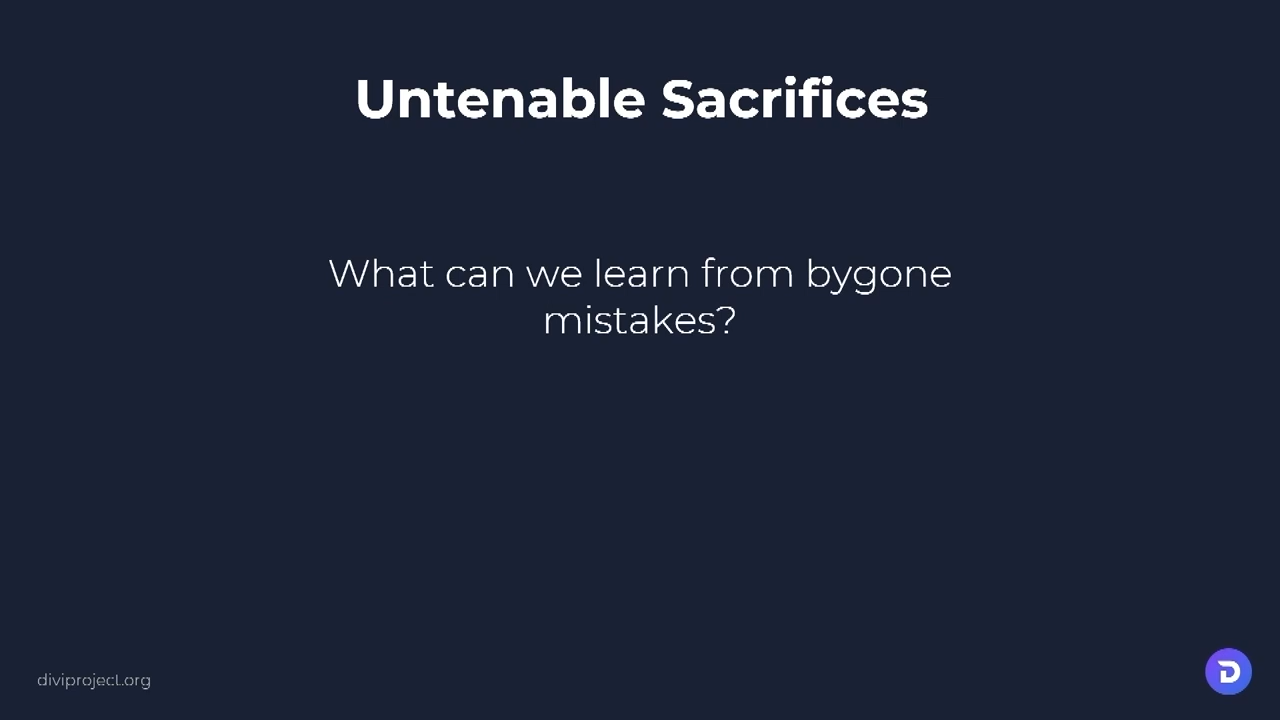 Untenable Sacrifices
What can we learn from bygone
mistakes?
diviproject.org
D